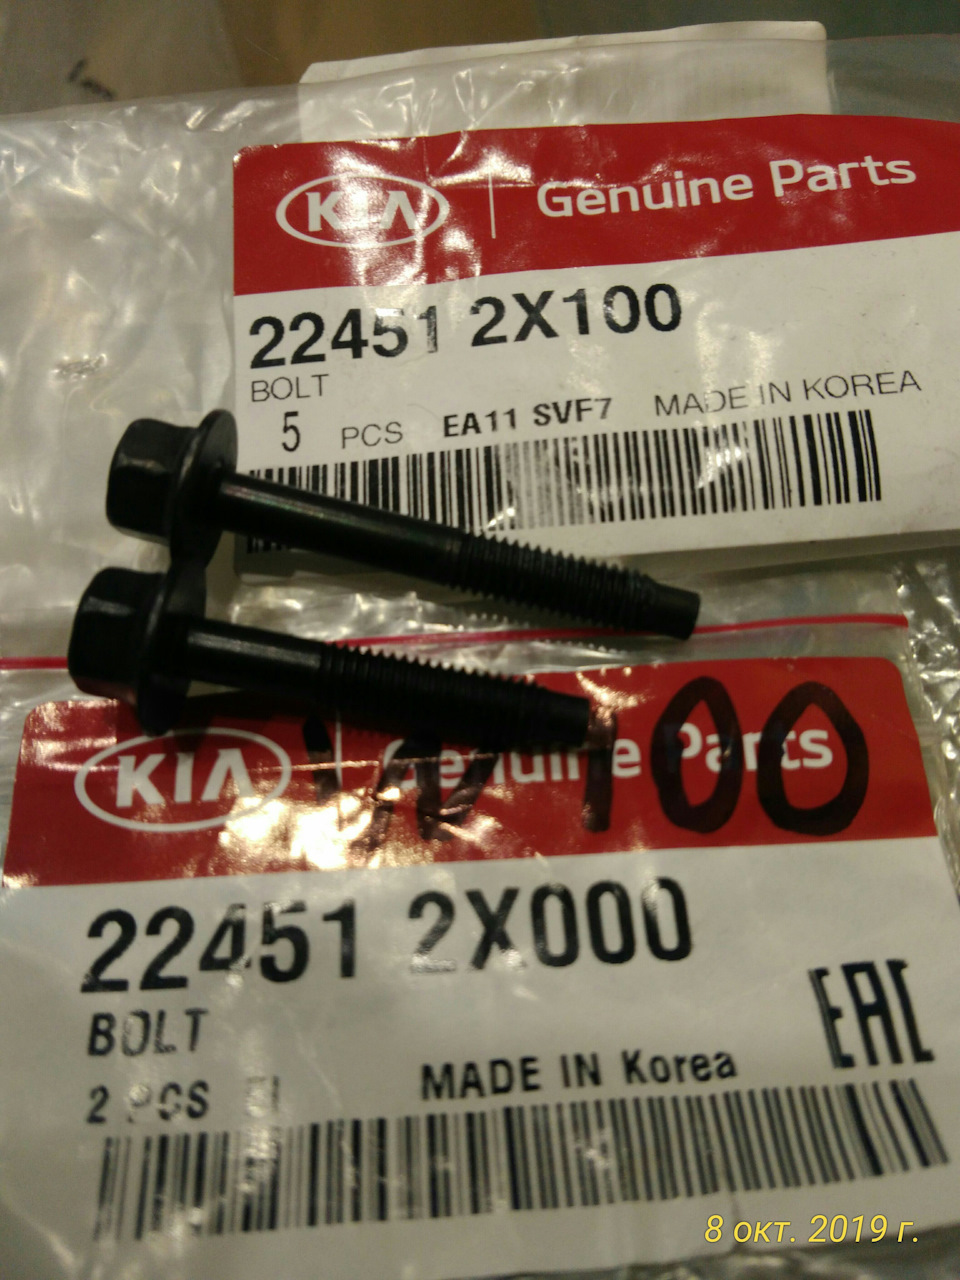 KIA Genuine Parts
22451 2X100
BOLT
5 PCS EA11 SVF7 MADE IN KOREA
KIA Genuine Parts
100
22451 2X000
BOLT
2 PCS MADE IN Korea EAC
8 окт. 2019 г.